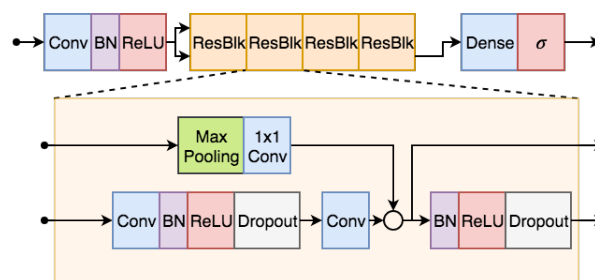 Conv BN ReLU ResBlk ResBlk ResBlk ResBlk Dense σ
Max Pooling 1x1 Conv
Conv BN ReLU Dropout Conv BN ReLU Dropout